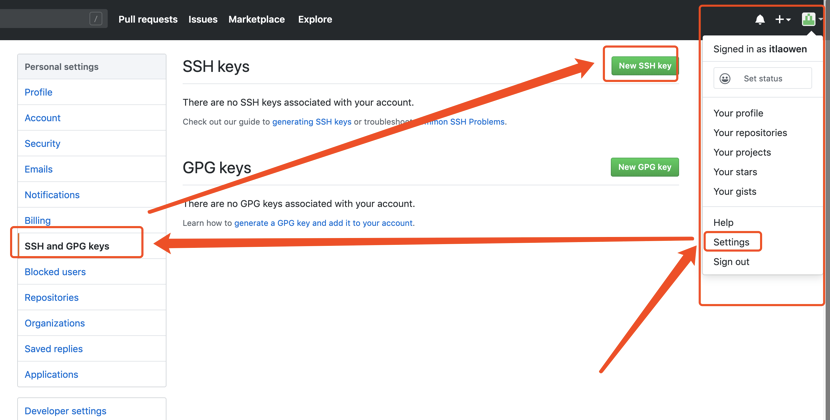 /
Pull requests Issues Marketplace Explore
Signed in as itlaowen
Set status
Your profile
Your repositories
Your projects
Your stars
Your gists
Help
Settings
Sign out
Personal settings
Profile
Account
Security
Emails
Notifications
Billing
SSH and GPG keys
Blocked users
Repositories
Organizations
Saved replies
Applications
Developer settings
SSH keys
New SSH key
There are no SSH keys associated with your account.
Check out our guide to generating SSH keys or troubleshoot SSH Problems.
GPG keys
New GPG key
There are no GPG keys associated with your account.
Learn how to generate a GPG key and add it to your account.